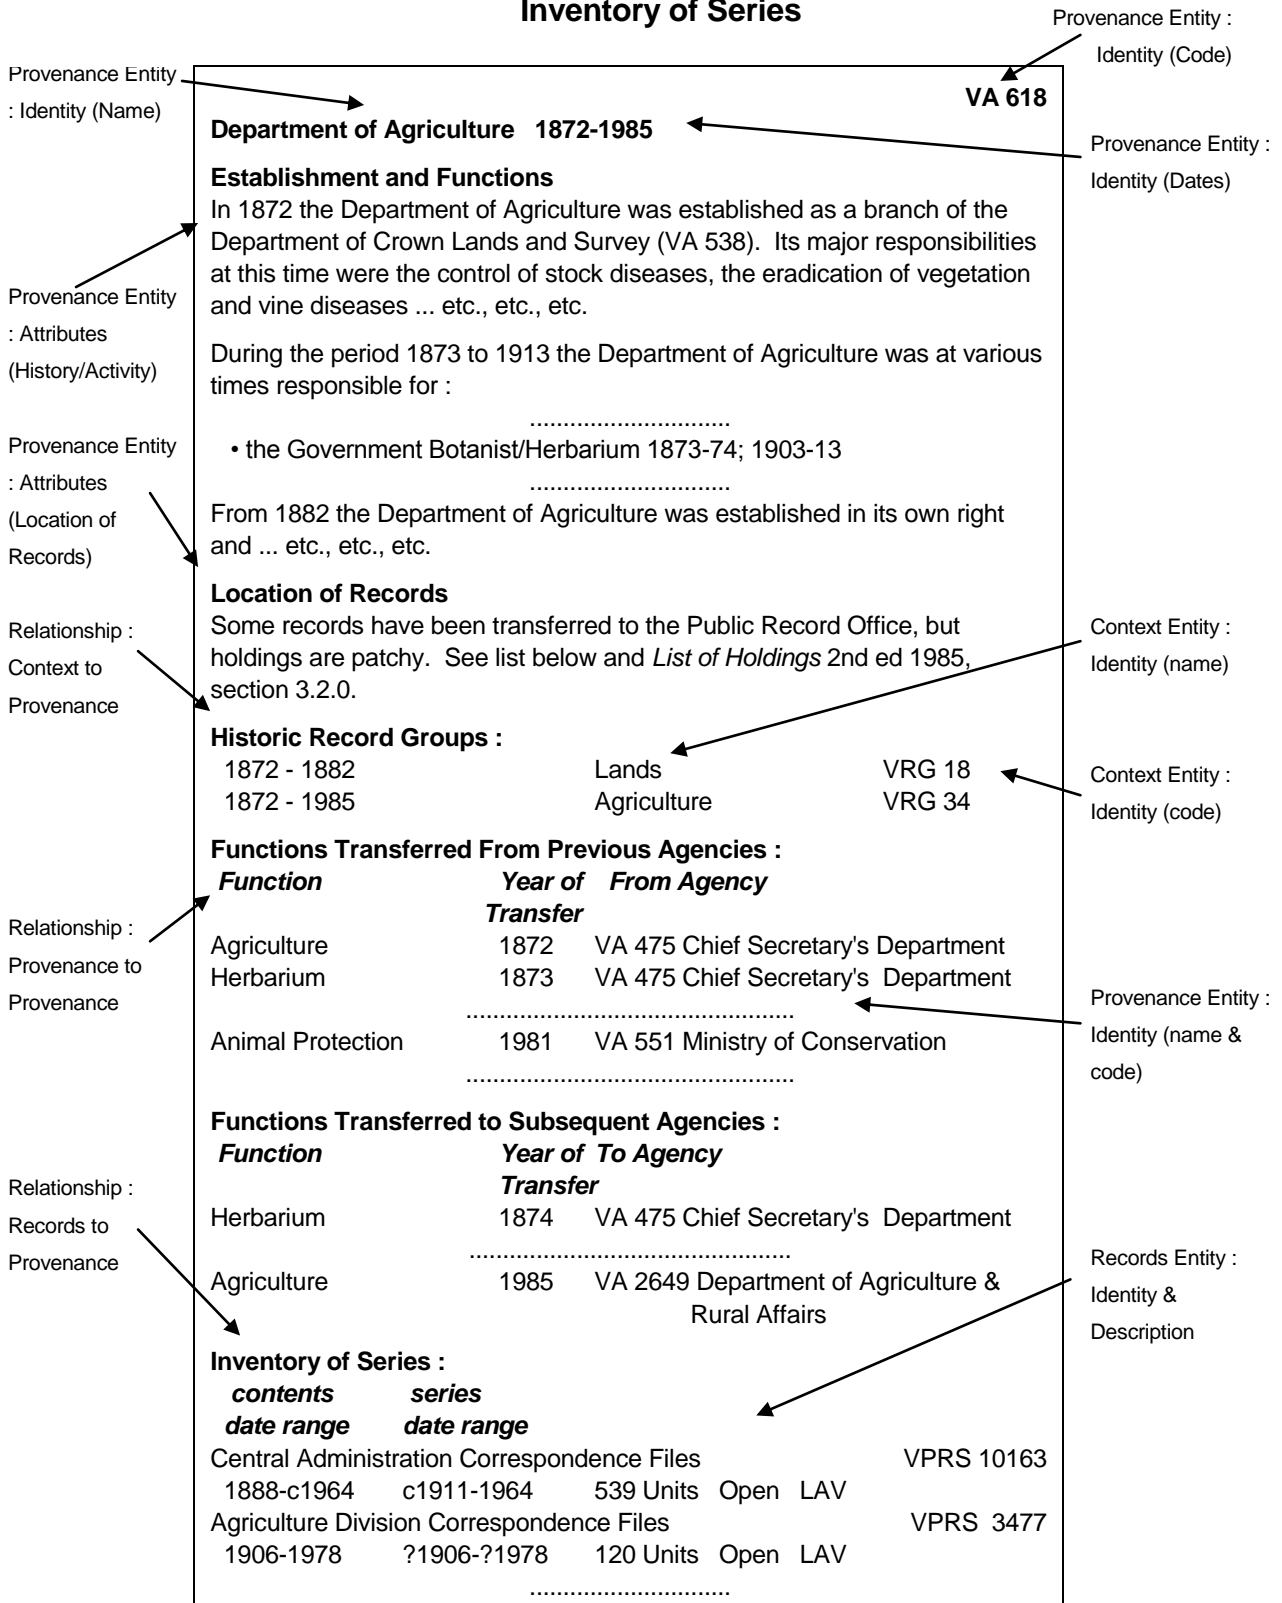 Inventory of Series
Provenance Entity :
Identity (Code)
Provenance Entity
: Identity (Name)
VA 618
Department of Agriculture 1872-1985
Provenance Entity :
Identity (Dates)
Establishment and Functions
In 1872 the Department of Agriculture was established as a branch of the
Department of Crown Lands and Survey (VA 538). Its major responsibilities
at this time were the control of stock diseases, the eradication of vegetation
and vine diseases ... etc., etc., etc.
Provenance Entity
: Attributes
(History/Activity)
During the period 1873 to 1913 the Department of Agriculture was at various
times responsible for :
..............................
• the Government Botanist/Herbarium 1873-74; 1903-13
..............................
Provenance Entity
: Attributes
(Location of
Records)
From 1882 the Department of Agriculture was established in its own right
and ... etc., etc., etc.
Location of Records
Some records have been transferred to the Public Record Office, but
holdings are patchy. See list below and List of Holdings 2nd ed 1985,
section 3.2.0.
Relationship :
Context to
Provenance
Context Entity :
Identity (name)
Historic Record Groups :
1872 - 1882 Lands VRG 18
1872 - 1985 Agriculture VRG 34
Context Entity :
Identity (code)
Functions Transferred From Previous Agencies :
Function Year of From Agency
Transfer
Agriculture 1872 VA 475 Chief Secretary's Department
Herbarium 1873 VA 475 Chief Secretary's Department
.................................................
Animal Protection 1981 VA 551 Ministry of Conservation
.................................................
Relationship :
Provenance to
Provenance
Provenance Entity :
Identity (name &
code)
Functions Transferred to Subsequent Agencies :
Function Year of To Agency
Transfer
Herbarium 1874 VA 475 Chief Secretary's Department
................................................
Agriculture 1985 VA 2649 Department of Agriculture &
Rural Affairs
Relationship :
Records to
Provenance
Records Entity :
Identity &
Description
Inventory of Series :
contents series
date range date range
Central Administration Correspondence Files VPRS 10163
1888-c1964 c1911-1964 539 Units Open LAV
Agriculture Division Correspondence Files VPRS 3477
1906-1978 ?1906-?1978 120 Units Open LAV
..............................